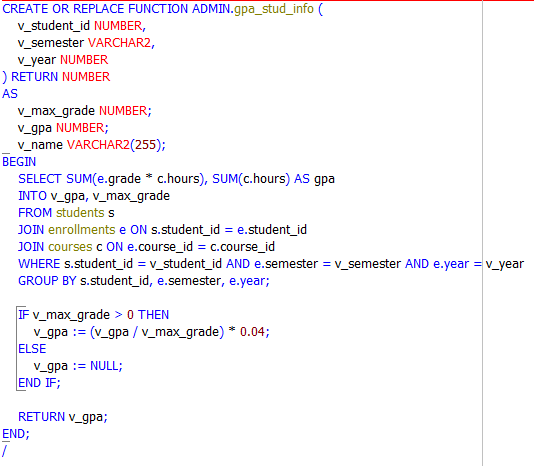 CREATE OR REPLACE FUNCTION ADMIN.gpa_stud_info (
v_student_id NUMBER,
v_semester VARCHAR2,
v_year NUMBER
) RETURN NUMBER
AS
v_max_grade NUMBER;
v_gpa NUMBER;
v_name VARCHAR2(255);
BEGIN
SELECT SUM(e.grade * c.hours), SUM(c.hours) AS gpa
INTO v_gpa, v_max_grade
FROM students s
JOIN enrollments e ON s.student_id = e.student_id
JOIN courses c ON e.course_id = c.course_id
WHERE s.student_id = v_student_id AND e.semester = v_semester AND e.year = v_year
GROUP BY s.student_id, e.semester, e.year;
IF v_max_grade > 0 THEN
v_gpa := (v_gpa / v_max_grade) * 0.04;
ELSE
v_gpa := NULL;
END IF;
RETURN v_gpa;
END;
/